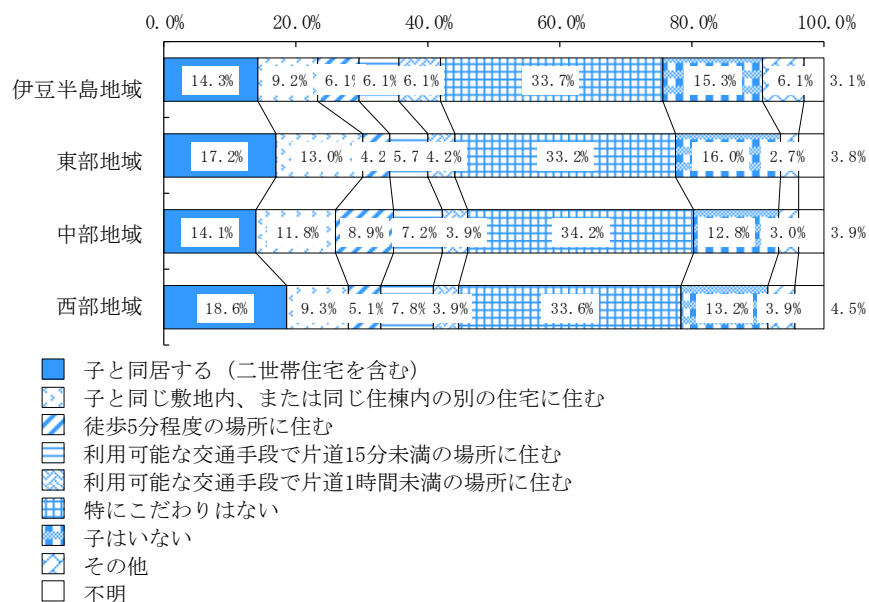 0.0% 20.0% 40.0% 60.0% 80.0% 100.0%
伊豆半島地域 14.3% 9.2% 6.1% 6.1% 6.1% 33.7% 15.3% 6.1% 3.1%
東部地域 17.2% 13.0% 4.2 5.7 4.2% 33.2% 16.0% 2.7% 3.8%
中部地域 14.1% 11.8% 8.9% 7.2% 3.9% 34.2% 12.8% 3.0% 3.9%
西部地域 18.6% 9.3% 5.1% 7.8% 3.9% 33.6% 13.2% 3.9% 4.5%
子と同居する（二世帯住宅を含む）
子と同じ敷地内、または同じ住棟内の別の住宅に住む
徒歩5分程度の場所に住む
利用可能な交通手段で片道15分未満の場所に住む
利用可能な交通手段で片道1時間未満の場所に住む
特にこだわりはない
子はいない
その他
不明